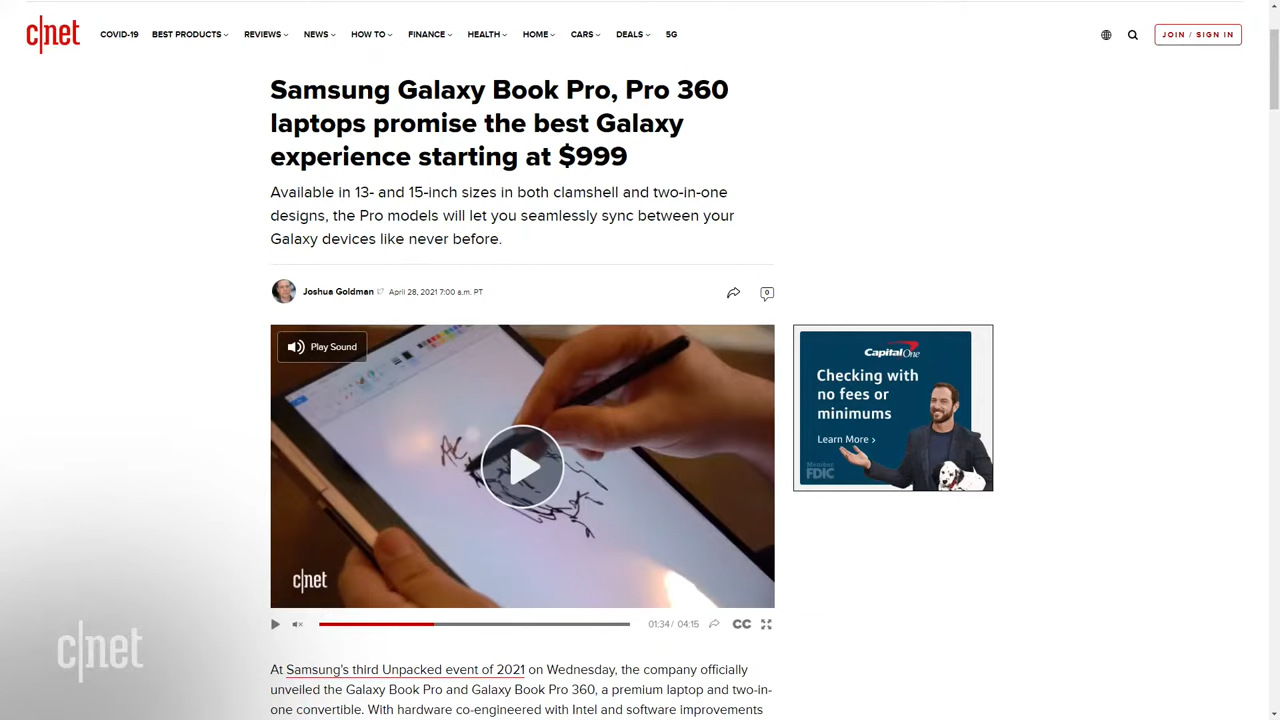 c|net
COVID-19 BEST PRODUCTS REVIEWS NEWS HOW TO FINANCE HEALTH HOME CARS DEALS 5G
JOIN / SIGN IN
Samsung Galaxy Book Pro, Pro 360
laptops promise the best Galaxy
experience starting at $999
Available in 13- and 15-inch sizes in both clamshell and two-in-one
designs, the Pro models will let you seamlessly sync between your
Galaxy devices like never before.
Joshua Goldman April 28, 2021 7:00 a.m. PT
0
Play Sound
c|net
01:34 / 04:15 CC
Capital One
Checking with
no fees or
minimums
Learn More ›
Member
FDIC
At Samsung's third Unpacked event of 2021 on Wednesday, the company officially
unveiled the Galaxy Book Pro and Galaxy Book Pro 360, a premium laptop and two-in-
one convertible. With hardware co-engineered with Intel and software improvements
c|net